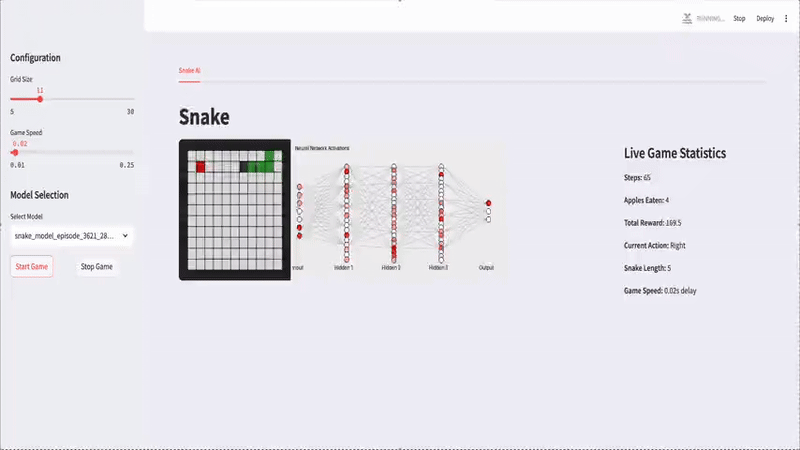 Stop
Deploy
Configuration
Grid Size
11
5
30
Game Speed
0.02
0.01
0.25
Model Selection
Select Model
snake_model_episode_3621_28...
Start Game
Stop Game
Snake AI
Snake
Neural Network Activations
Input
Hidden 1
Hidden 2
Hidden 3
Output
Live Game Statistics
Steps: 65
Apples Eaten: 4
Total Reward: 169.5
Current Action: Right
Snake Length: 5
Game Speed: 0.02s delay